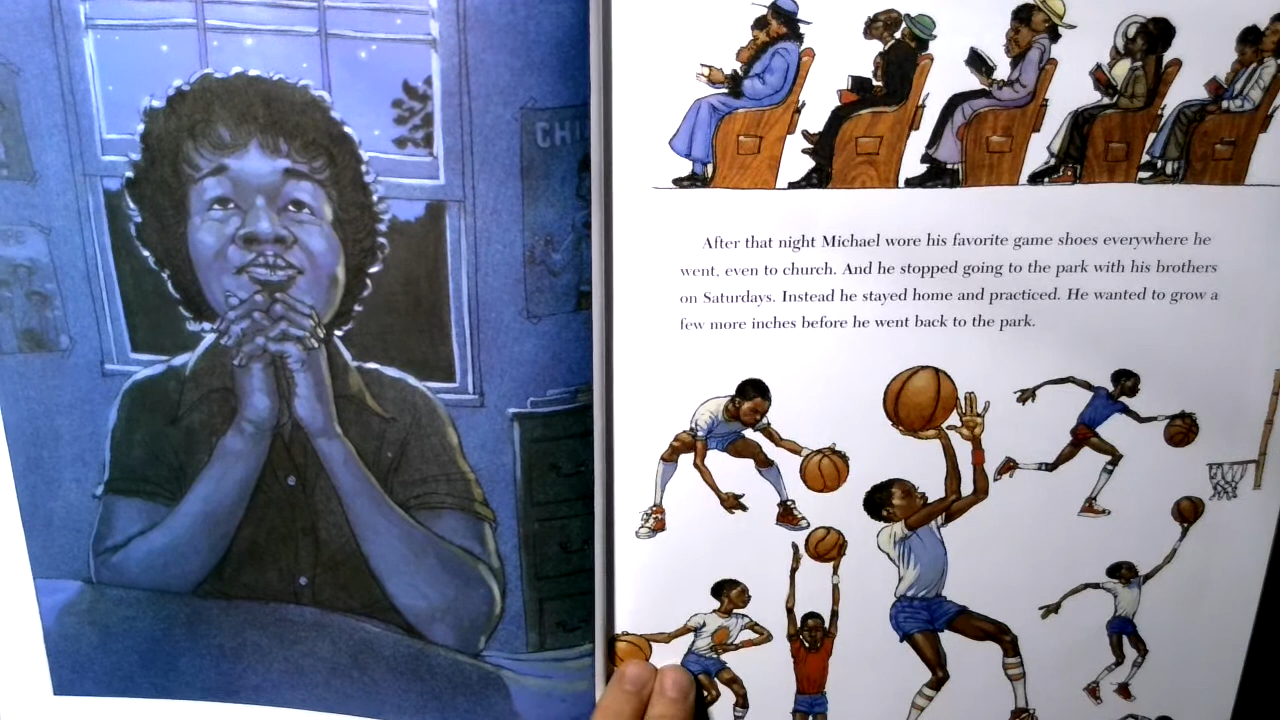 CHI
After that night Michael wore his favorite game shoes everywhere he
went, even to church. And he stopped going to the park with his brothers
on Saturdays. Instead he stayed home and practiced. He wanted to grow a
few more inches before he went back to the park.